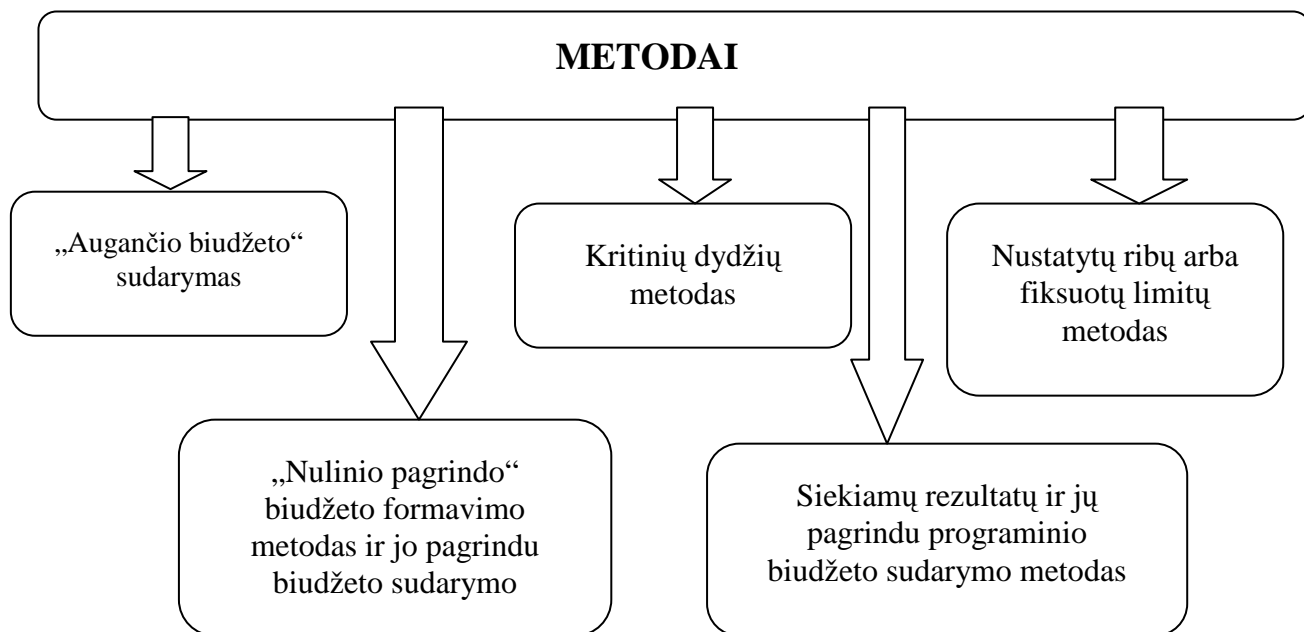 METODAI
„Augančio biudžeto“
sudarymas
Kritinių dydžių
metodas
Nustatytų ribų arba
fiksuotų limitų
metodas
„Nulinio pagrindo“
biudžeto formavimo
metodas ir jo pagrindu
biudžeto sudarymo
Siekiamų rezultatų ir jų
pagrindu programinio
biudžeto sudarymo metodas